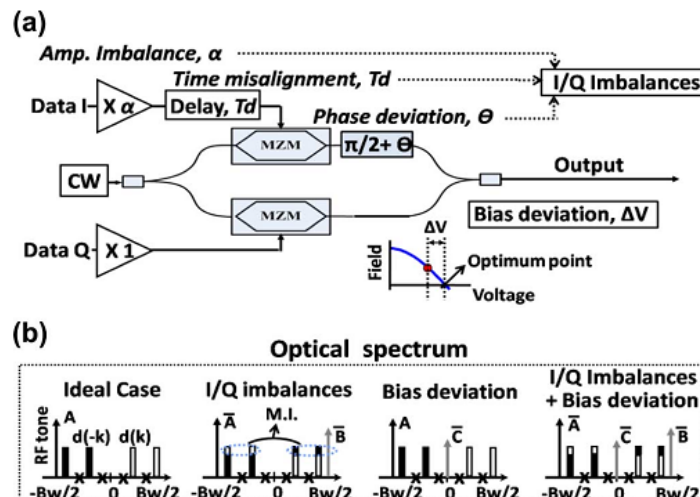 (a)
Amp. Imbalance, α
Time misalignment, Td
I/Q Imbalances
Data I
X α
Delay, Td
Phase deviation, Θ
MZM
π/2+ Θ
CW
Output
MZM
Bias deviation, ΔV
Data Q
X 1
ΔV
Field
Optimum point
Voltage
(b)
Optical spectrum
Ideal Case
I/Q imbalances
Bias deviation
I/Q Imbalances
+ Bias deviation
RF tone
A
d(-k)
d(k)
-Bw/2
0
Bw/2
A̅
M.I.
B̅
-Bw/2
0
Bw/2
A
C̅
-Bw/2
0
Bw/2
A̅
C̅
B̅
-Bw/2
0
Bw/2